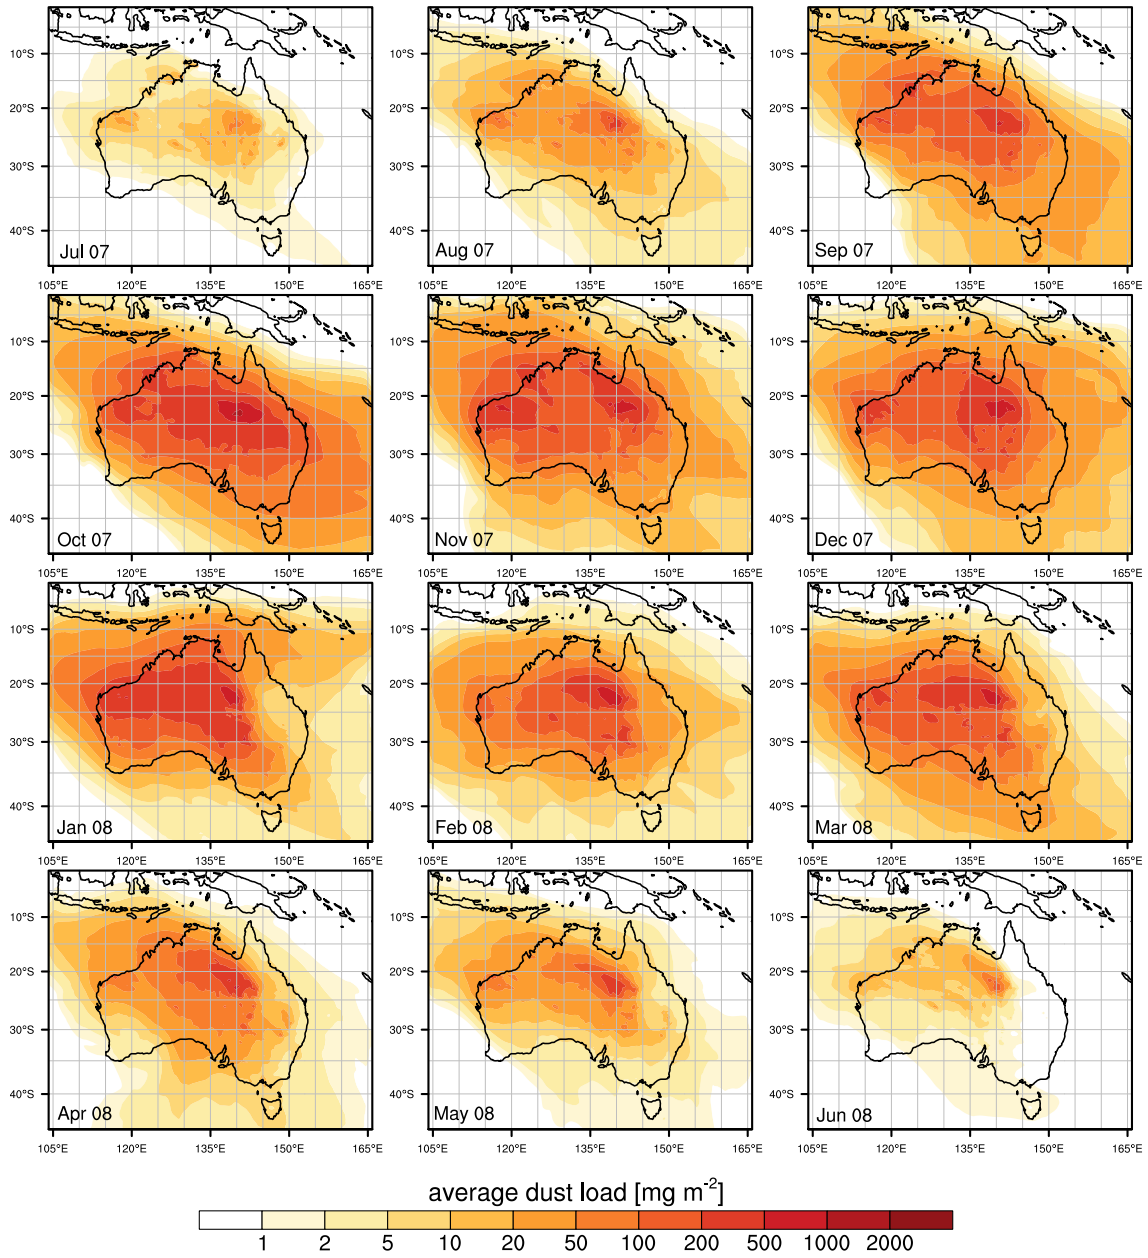 10°S 10°S 10°S
20°S 20°S 20°S
30°S 30°S 30°S
40°S 40°S 40°S
Jul 07 Aug 07 Sep 07
105°E 120°E 135°E 150°E 165°E 105°E 120°E 135°E 150°E 165°E 105°E 120°E 135°E 150°E 165°E
10°S 10°S 10°S
20°S 20°S 20°S
30°S 30°S 30°S
40°S 40°S 40°S
Oct 07 Nov 07 Dec 07
105°E 120°E 135°E 150°E 165°E 105°E 120°E 135°E 150°E 165°E 105°E 120°E 135°E 150°E 165°E
10°S 10°S 10°S
20°S 20°S 20°S
30°S 30°S 30°S
40°S 40°S 40°S
Jan 08 Feb 08 Mar 08
105°E 120°E 135°E 150°E 165°E 105°E 120°E 135°E 150°E 165°E 105°E 120°E 135°E 150°E 165°E
10°S 10°S 10°S
20°S 20°S 20°S
30°S 30°S 30°S
40°S 40°S 40°S
Apr 08 May 08 Jun 08
105°E 120°E 135°E 150°E 165°E 105°E 120°E 135°E 150°E 165°E 105°E 120°E 135°E 150°E 165°E
average dust load [mg m⁻²]
1 2 5 10 20 50 100 200 500 1000 2000